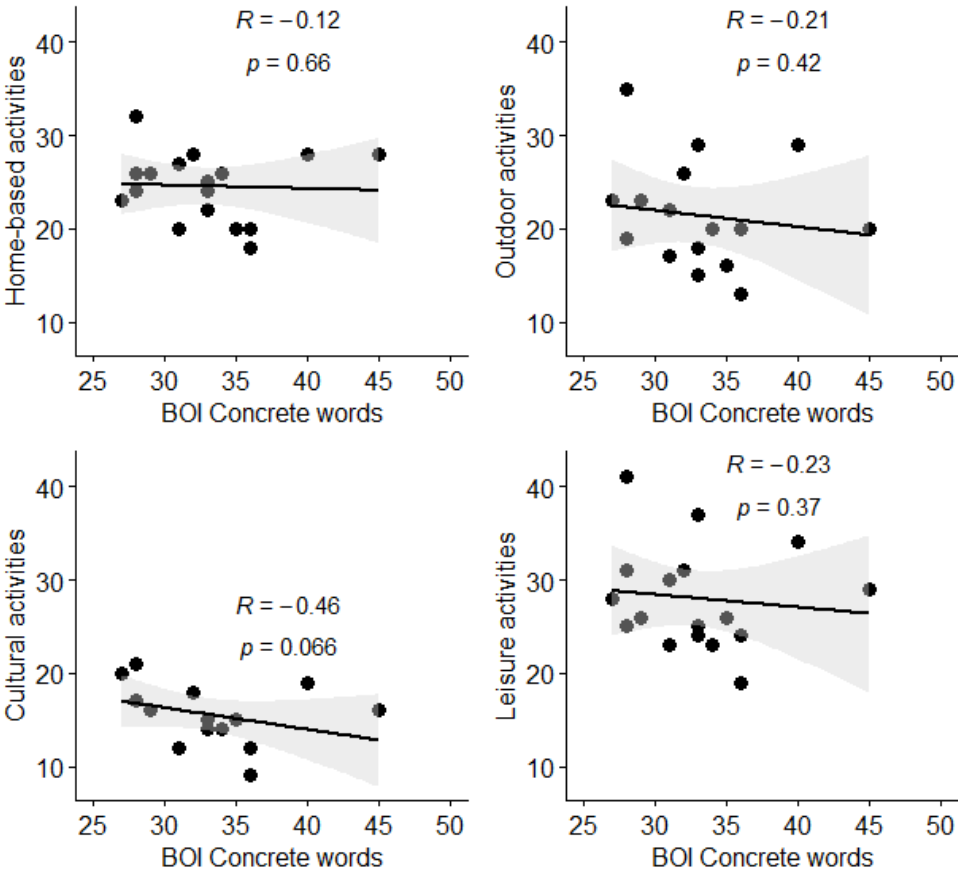 R = −0.12
p = 0.66
Home-based activities
40
30
20
10
25 30 35 40 45 50
BOI Concrete words
R = −0.21
p = 0.42
Outdoor activities
40
30
20
10
25 30 35 40 45 50
BOI Concrete words
R = −0.46
p = 0.066
Cultural activities
40
30
20
10
25 30 35 40 45 50
BOI Concrete words
R = −0.23
p = 0.37
Leisure activities
40
30
20
10
25 30 35 40 45 50
BOI Concrete words